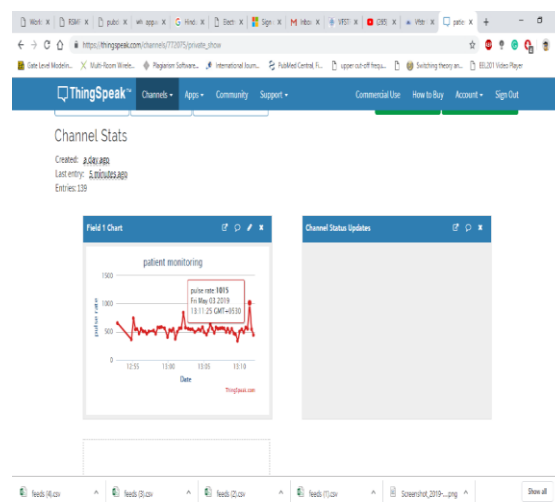 https://thingspeak.com/channels/772075/private_show
Gate Level Modelin...
Multi-Room Wirele...
Plagiarism Software...
International Journ...
PubMed Central, Fi...
upper cut-off frequ...
Switching theory an...
EEL201 Video Player
ThingSpeak™
Channels
Apps
Community
Support
Commercial Use
How to Buy
Account
Sign Out
Channel Stats
Created: a day ago
Last entry: 5 minutes ago
Entries: 139
Field 1 Chart
patient monitoring
pulse rate
1500
1000
500
0
pulse rate: 1015
Fri May 03 2019
13:11:25 GMT+0530
12:55
13:00
13:05
13:10
Date
ThingSpeak.com
Channel Status Updates
feeds (4).csv
feeds (3).csv
feeds (2).csv
feeds (1).csv
feeds.csv
Screenshot_2019-....png
Show all